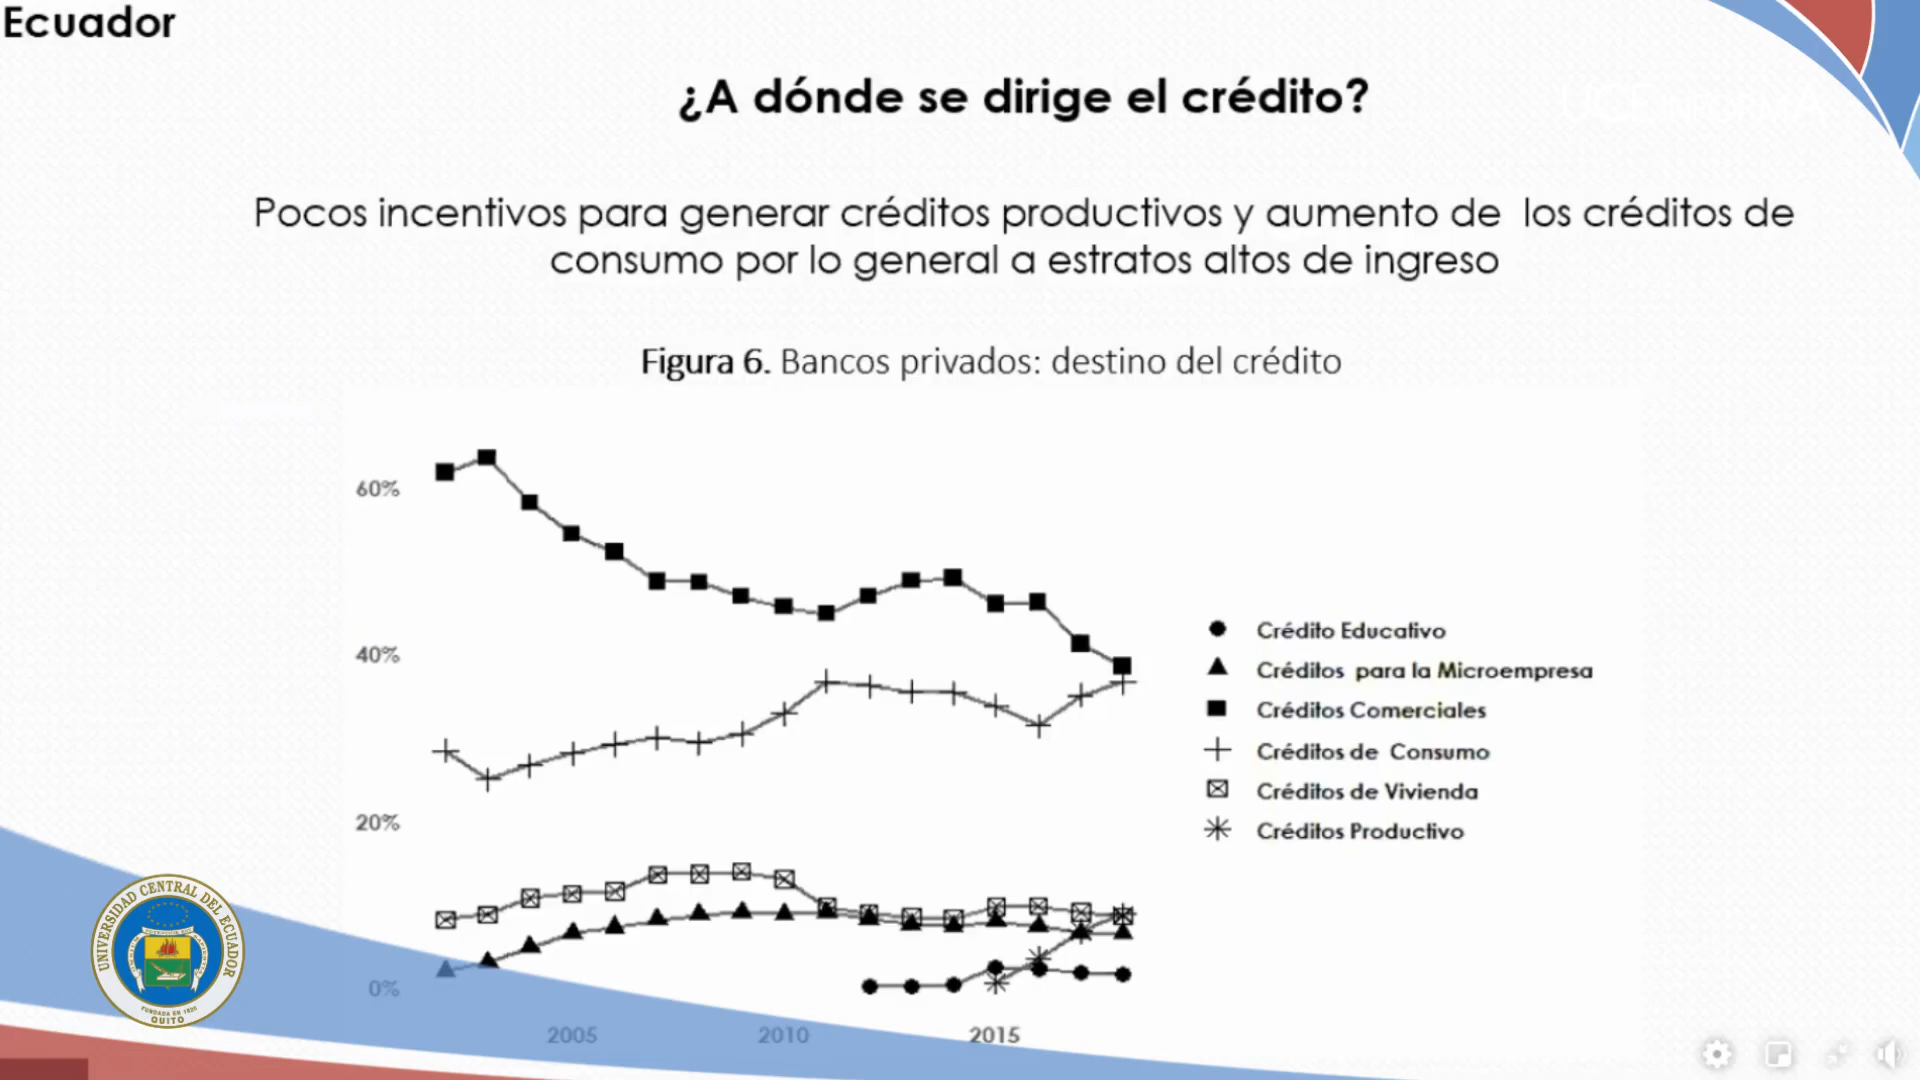 Ecuador
¿A dónde se dirige el crédito?
Pocos incentivos para generar créditos productivos y aumento de los créditos de
consumo por lo general a estratos altos de ingreso
Figura 6. Bancos privados: destino del crédito
60%
40%
20%
0%
2005 2010 2015
Crédito Educativo
Créditos para la Microempresa
Créditos Comerciales
Créditos de Consumo
Créditos de Vivienda
Créditos Productivo
UNIVERSIDAD CENTRAL DEL ECUADOR
QUITO